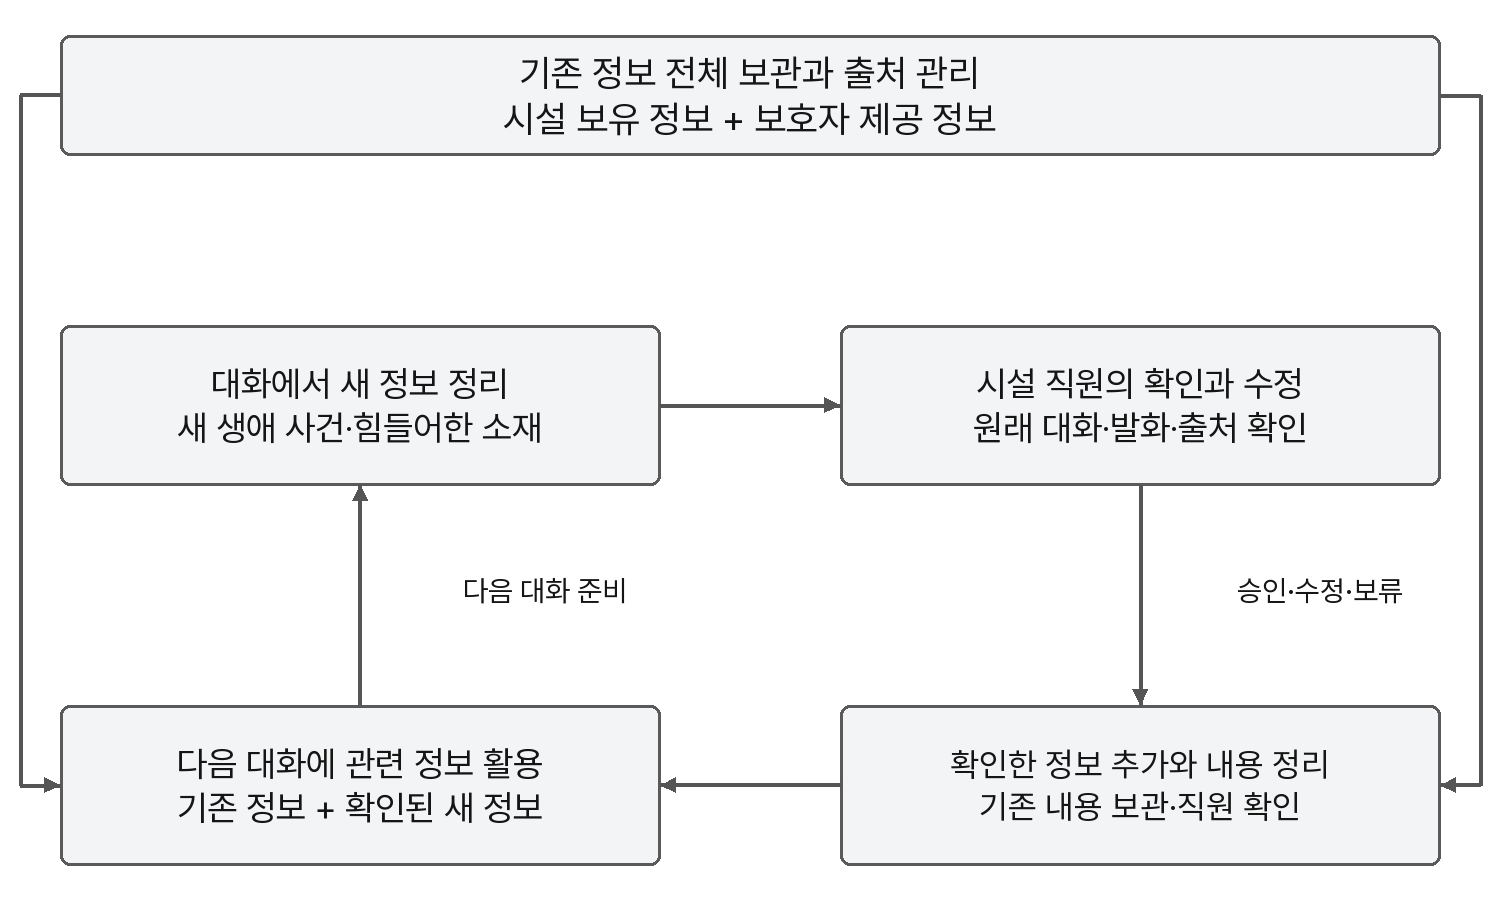 기존 정보 전체 보관과 출처 관리
시설 보유 정보 + 보호자 제공 정보
대화에서 새 정보 정리
새 생애 사건·힘들어한 소재
시설 직원의 확인과 수정
원래 대화·발화·출처 확인
다음 대화 준비
승인·수정·보류
다음 대화에 관련 정보 활용
기존 정보 + 확인된 새 정보
확인한 정보 추가와 내용 정리
기존 내용 보관·직원 확인